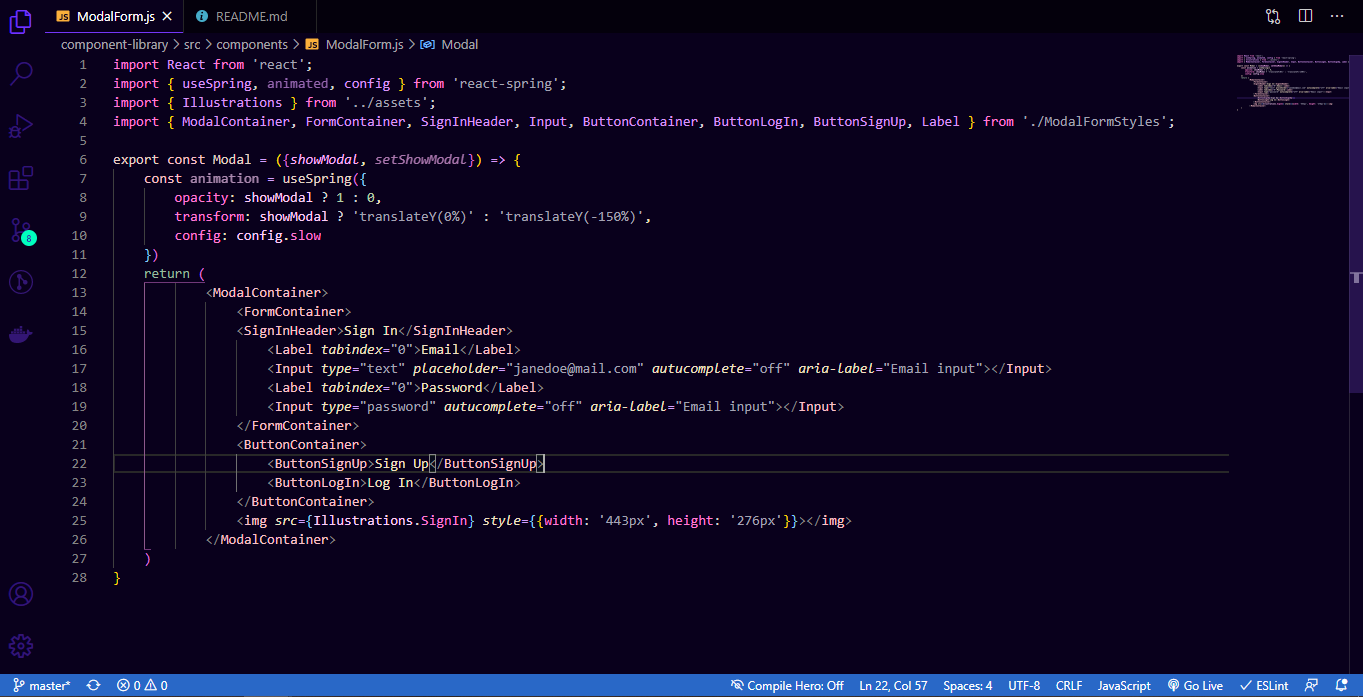 JS ModalForm.js
README.md
component-library > src > components > JS ModalForm.js > Modal
1 import React from 'react';
2 import { useSpring, animated, config } from 'react-spring';
3 import { Illustrations } from '../assets';
4 import { ModalContainer, FormContainer, SignInHeader, Input, ButtonContainer, ButtonLogIn, ButtonSignUp, Label } from './ModalFormStyles';
5
6 export const Modal = ({showModal, setShowModal}) => {
7 const animation = useSpring({
8 opacity: showModal ? 1 : 0,
9 transform: showModal ? 'translateY(0%)' : 'translateY(-150%)',
10 config: config.slow
11 })
12 return (
13 <ModalContainer>
14 <FormContainer>
15 <SignInHeader>Sign In</SignInHeader>
16 <Label tabindex="0">Email</Label>
17 <Input type="text" placeholder="janedoe@mail.com" autucomplete="off" aria-label="Email input"></Input>
18 <Label tabindex="0">Password</Label>
19 <Input type="password" autucomplete="off" aria-label="Email input"></Input>
20 </FormContainer>
21 <ButtonContainer>
22 <ButtonSignUp>Sign Up</ButtonSignUp>
23 <ButtonLogIn>Log In</ButtonLogIn>
24 </ButtonContainer>
25 <img src={Illustrations.SignIn} style={{width: '443px', height: '276px'}}></img>
26 </ModalContainer>
27 )
28 }
8
master* 0 0 Compile Hero: Off Ln 22, Col 57 Spaces: 4 UTF-8 CRLF JavaScript Go Live ESLint